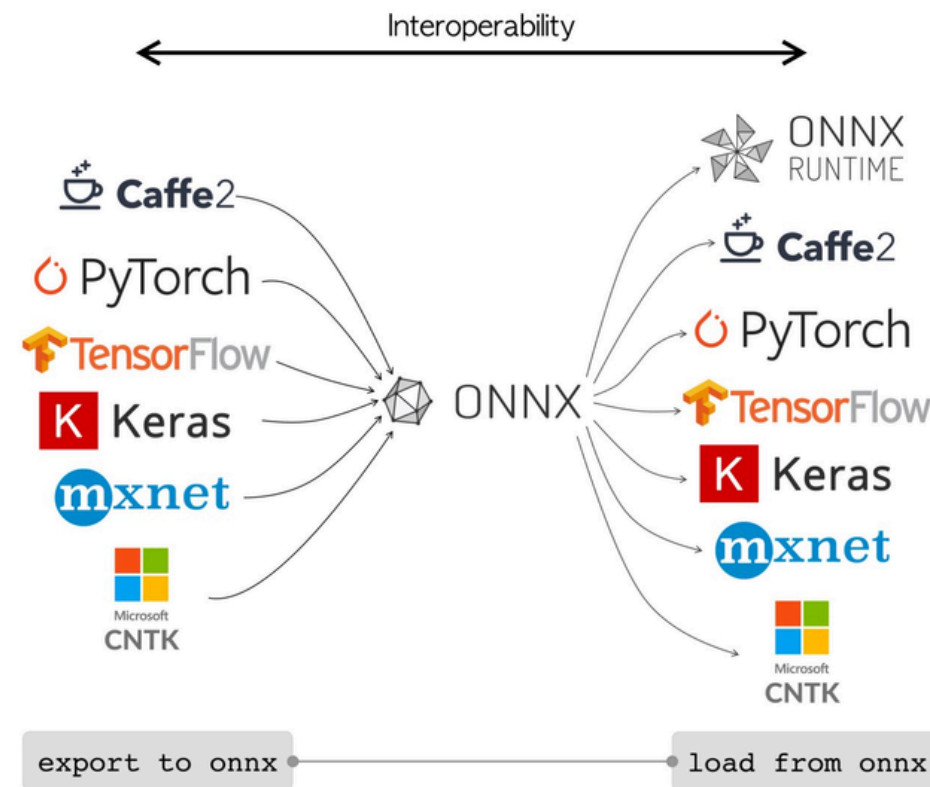 Interoperability
Caffe2
PyTorch
TensorFlow
K Keras
mxnet
Microsoft
CNTK
ONNX
ONNX
RUNTIME
Caffe2
PyTorch
TensorFlow
K Keras
mxnet
Microsoft
CNTK
export to onnx
load from onnx